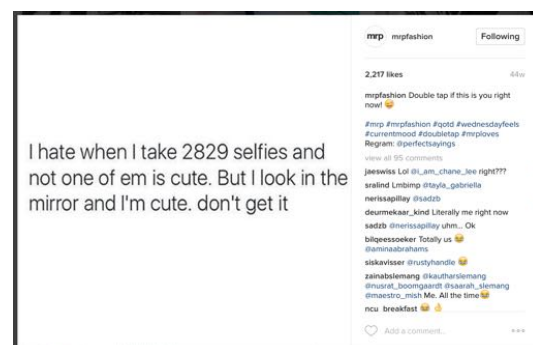 mrp mrpfashion Following
2,217 likes 44w
mrpfashion Double tap if this is you right
now! 
#mrp #mrpfashion #qotd #wednesdayfeels
#currentmood #doubletap #mrploves
Regram: @perfectsayings
view all 95 comments
jaeswiss Lol @i_am_chane_lee right???
sralind Lmbimp @tayla_gabriella
nerissapillay @sadzb
deurmekaar_kind Literally me right now
sadzb @nerissapillay uhm... Ok
bilqeessoeker Totally us 😂
@aminaabrahams
siskavisser @rustyhandle 😂
zainabslemang @kautharslemang
@nusrat_boomgaardt @saarah_slemang
@maestro_mish Me. All the time😂
ncu_breakfast 😂 👌
Add a comment...
I hate when I take 2829 selfies and
not one of em is cute. But I look in the
mirror and I'm cute. don't get it